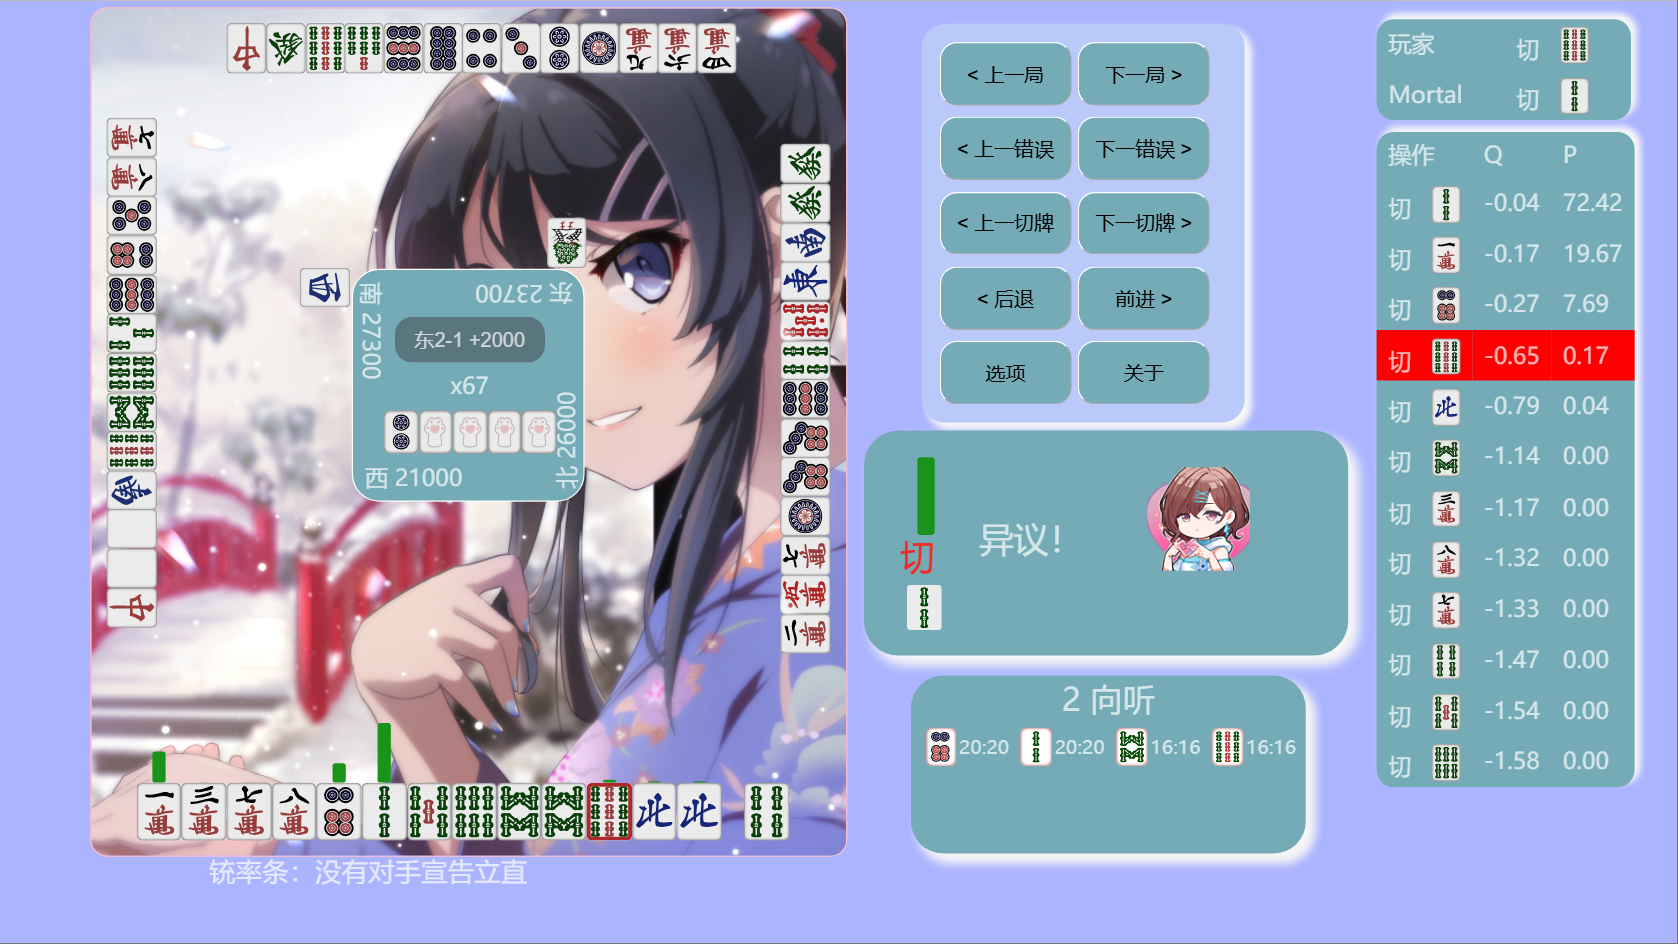 < 上一局
下一局 >
< 上一错误
下一错误 >
< 上一切牌
下一切牌 >
< 后退
前进 >
选项
关于
玩家 切
Mortal 切
操作 Q P
切 -0.04 72.42
切 -0.17 19.67
切 -0.27 7.69
切 -0.65 0.17
切 -0.79 0.04
切 -1.14 0.00
切 -1.17 0.00
切 -1.32 0.00
切 -1.33 0.00
切 -1.47 0.00
切 -1.54 0.00
切 -1.58 0.00
东 23700
南 27300
东2-1 +2000
x67
北 26000
西 21000
切
异议!
2 向听
20:20 20:20 16:16 16:16
铳率条：没有对手宣告立直